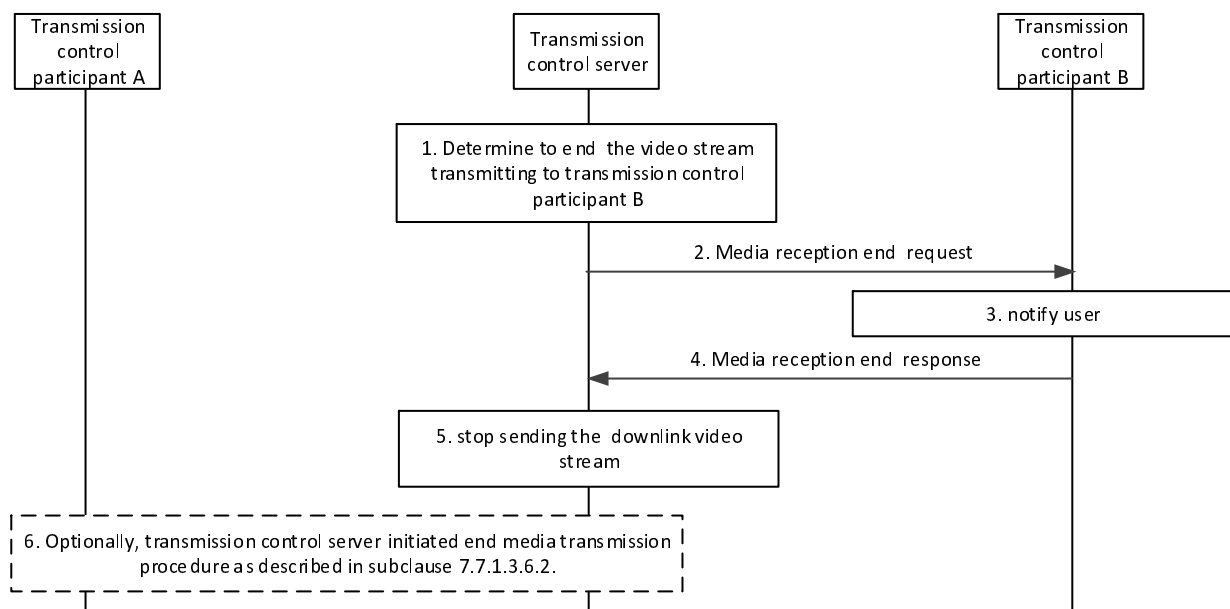 Transmission
control
participant A
Transmission
control server
Transmission
control
participant B
1. Determine to end the video stream
transmitting to transmission control
participant B
2. Media reception end request
3. notify user
4. Media reception end response
5. stop sending the downlink video
stream
6. Optionally, transmission control server initiated end media transmission
procedure as described in subclause 7.7.1.3.6.2.